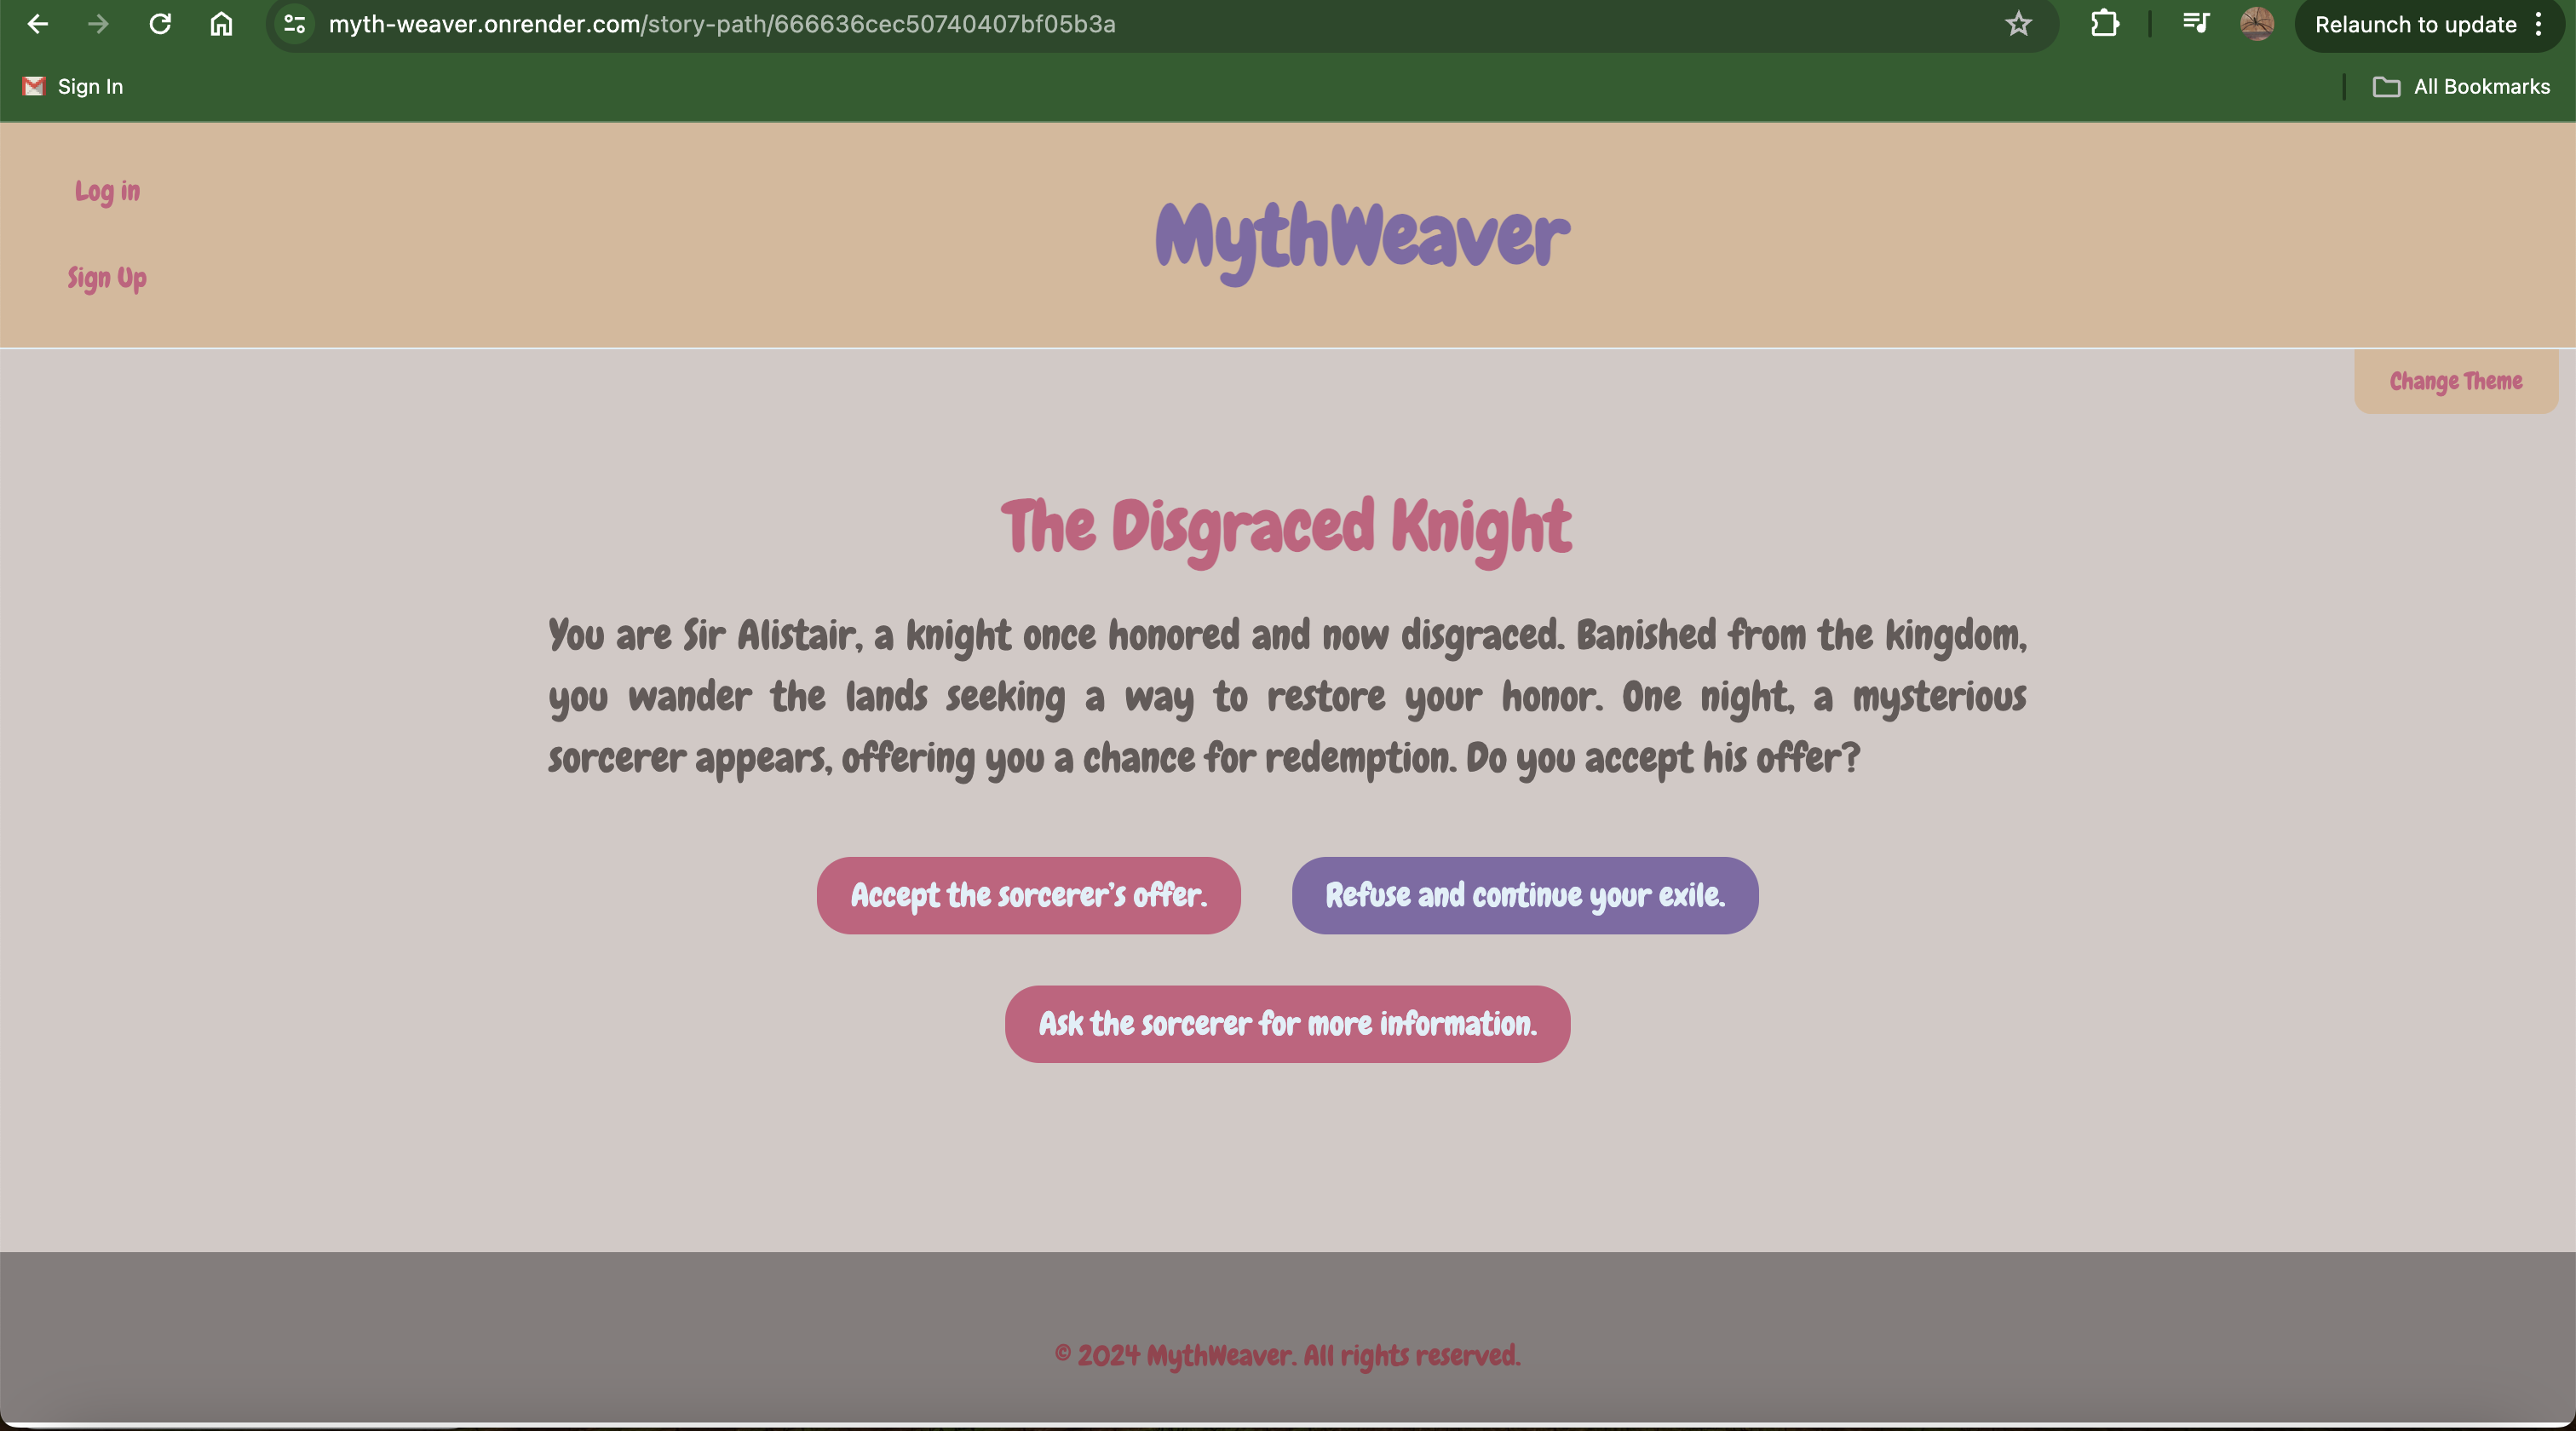 myth-weaver.onrender.com/story-path/666636cec50740407bf05b3a
Relaunch to update
Sign In
All Bookmarks
Log in
MythWeaver
Sign Up
Change Theme
The Disgraced Knight
You are Sir Alistair, a knight once honored and now disgraced. Banished from the kingdom,
you wander the lands seeking a way to restore your honor. One night, a mysterious
sorcerer appears, offering you a chance for redemption. Do you accept his offer?
Accept the sorcerer's offer.
Refuse and continue your exile.
Ask the sorcerer for more information.
© 2024 MythWeaver. All rights reserved.